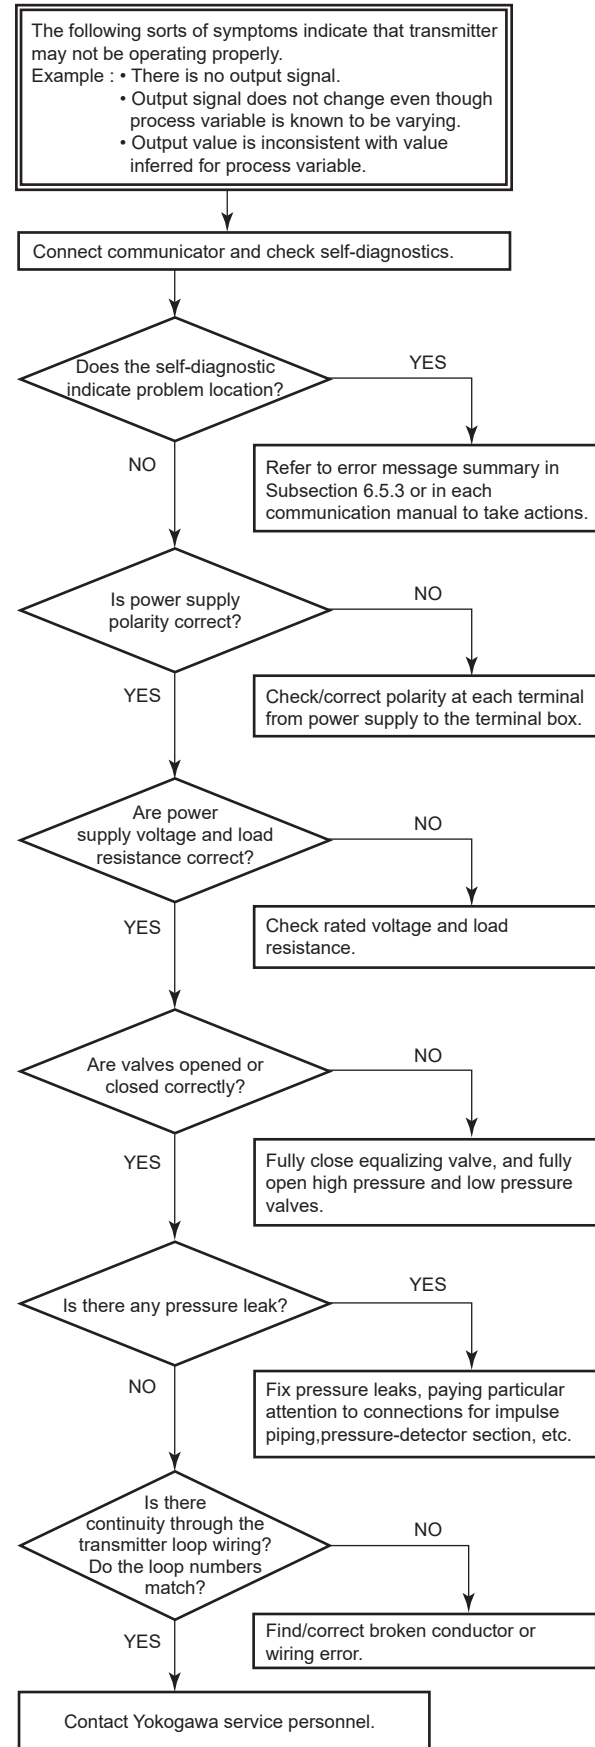 The following sorts of symptoms indicate that transmitter
may not be operating properly.
Example : • There is no output signal.
• Output signal does not change even though
process variable is known to be varying.
• Output value is inconsistent with value
inferred for process variable.
Connect communicator and check self-diagnostics.
Does the self-diagnostic
indicate problem location?
YES
NO
Refer to error message summary in
Subsection 6.5.3 or in each
communication manual to take actions.
Is power supply
polarity correct?
NO
YES
Check/correct polarity at each terminal
from power supply to the terminal box.
Are power
supply voltage and load
resistance correct?
NO
YES
Check rated voltage and load
resistance.
Are valves opened or
closed correctly?
NO
YES
Fully close equalizing valve, and fully
open high pressure and low pressure
valves.
Is there any pressure leak?
YES
NO
Fix pressure leaks, paying particular
attention to connections for impulse
piping,pressure-detector section, etc.
Is there
continuity through the
transmitter loop wiring?
Do the loop numbers
match?
NO
YES
Find/correct broken conductor or
wiring error.
Contact Yokogawa service personnel.